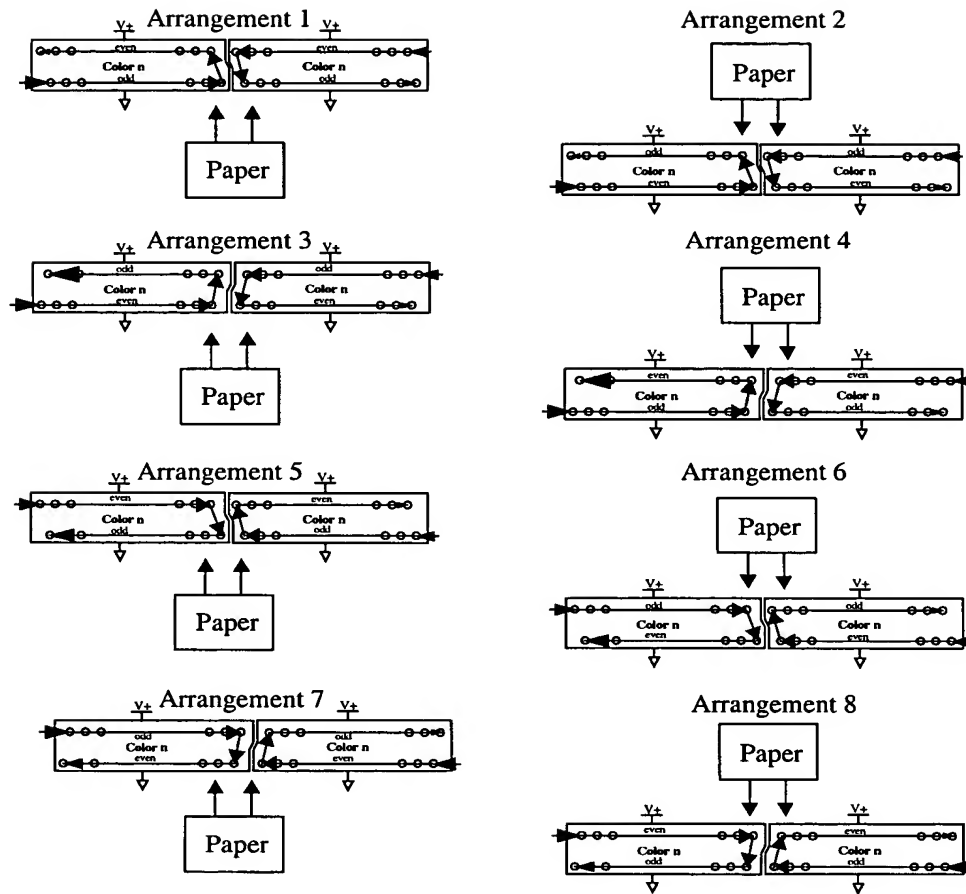 Arrangement 1
V+ V+
even even
Color n Color n
odd odd
Paper
Arrangement 2
Paper
V+ V+
odd odd
Color n Color n
even even
Arrangement 3
V+ V+
odd odd
Color n Color n
even even
Paper
Arrangement 4
Paper
V+ V+
even even
Color n Color n
odd odd
Arrangement 5
V+ V+
even even
Color n Color n
odd odd
Paper
Arrangement 6
Paper
V+ V+
odd odd
Color n Color n
even even
Arrangement 7
V+ V+
odd odd
Color n Color n
even even
Paper
Arrangement 8
Paper
V+ V+
even even
Color n Color n
odd odd